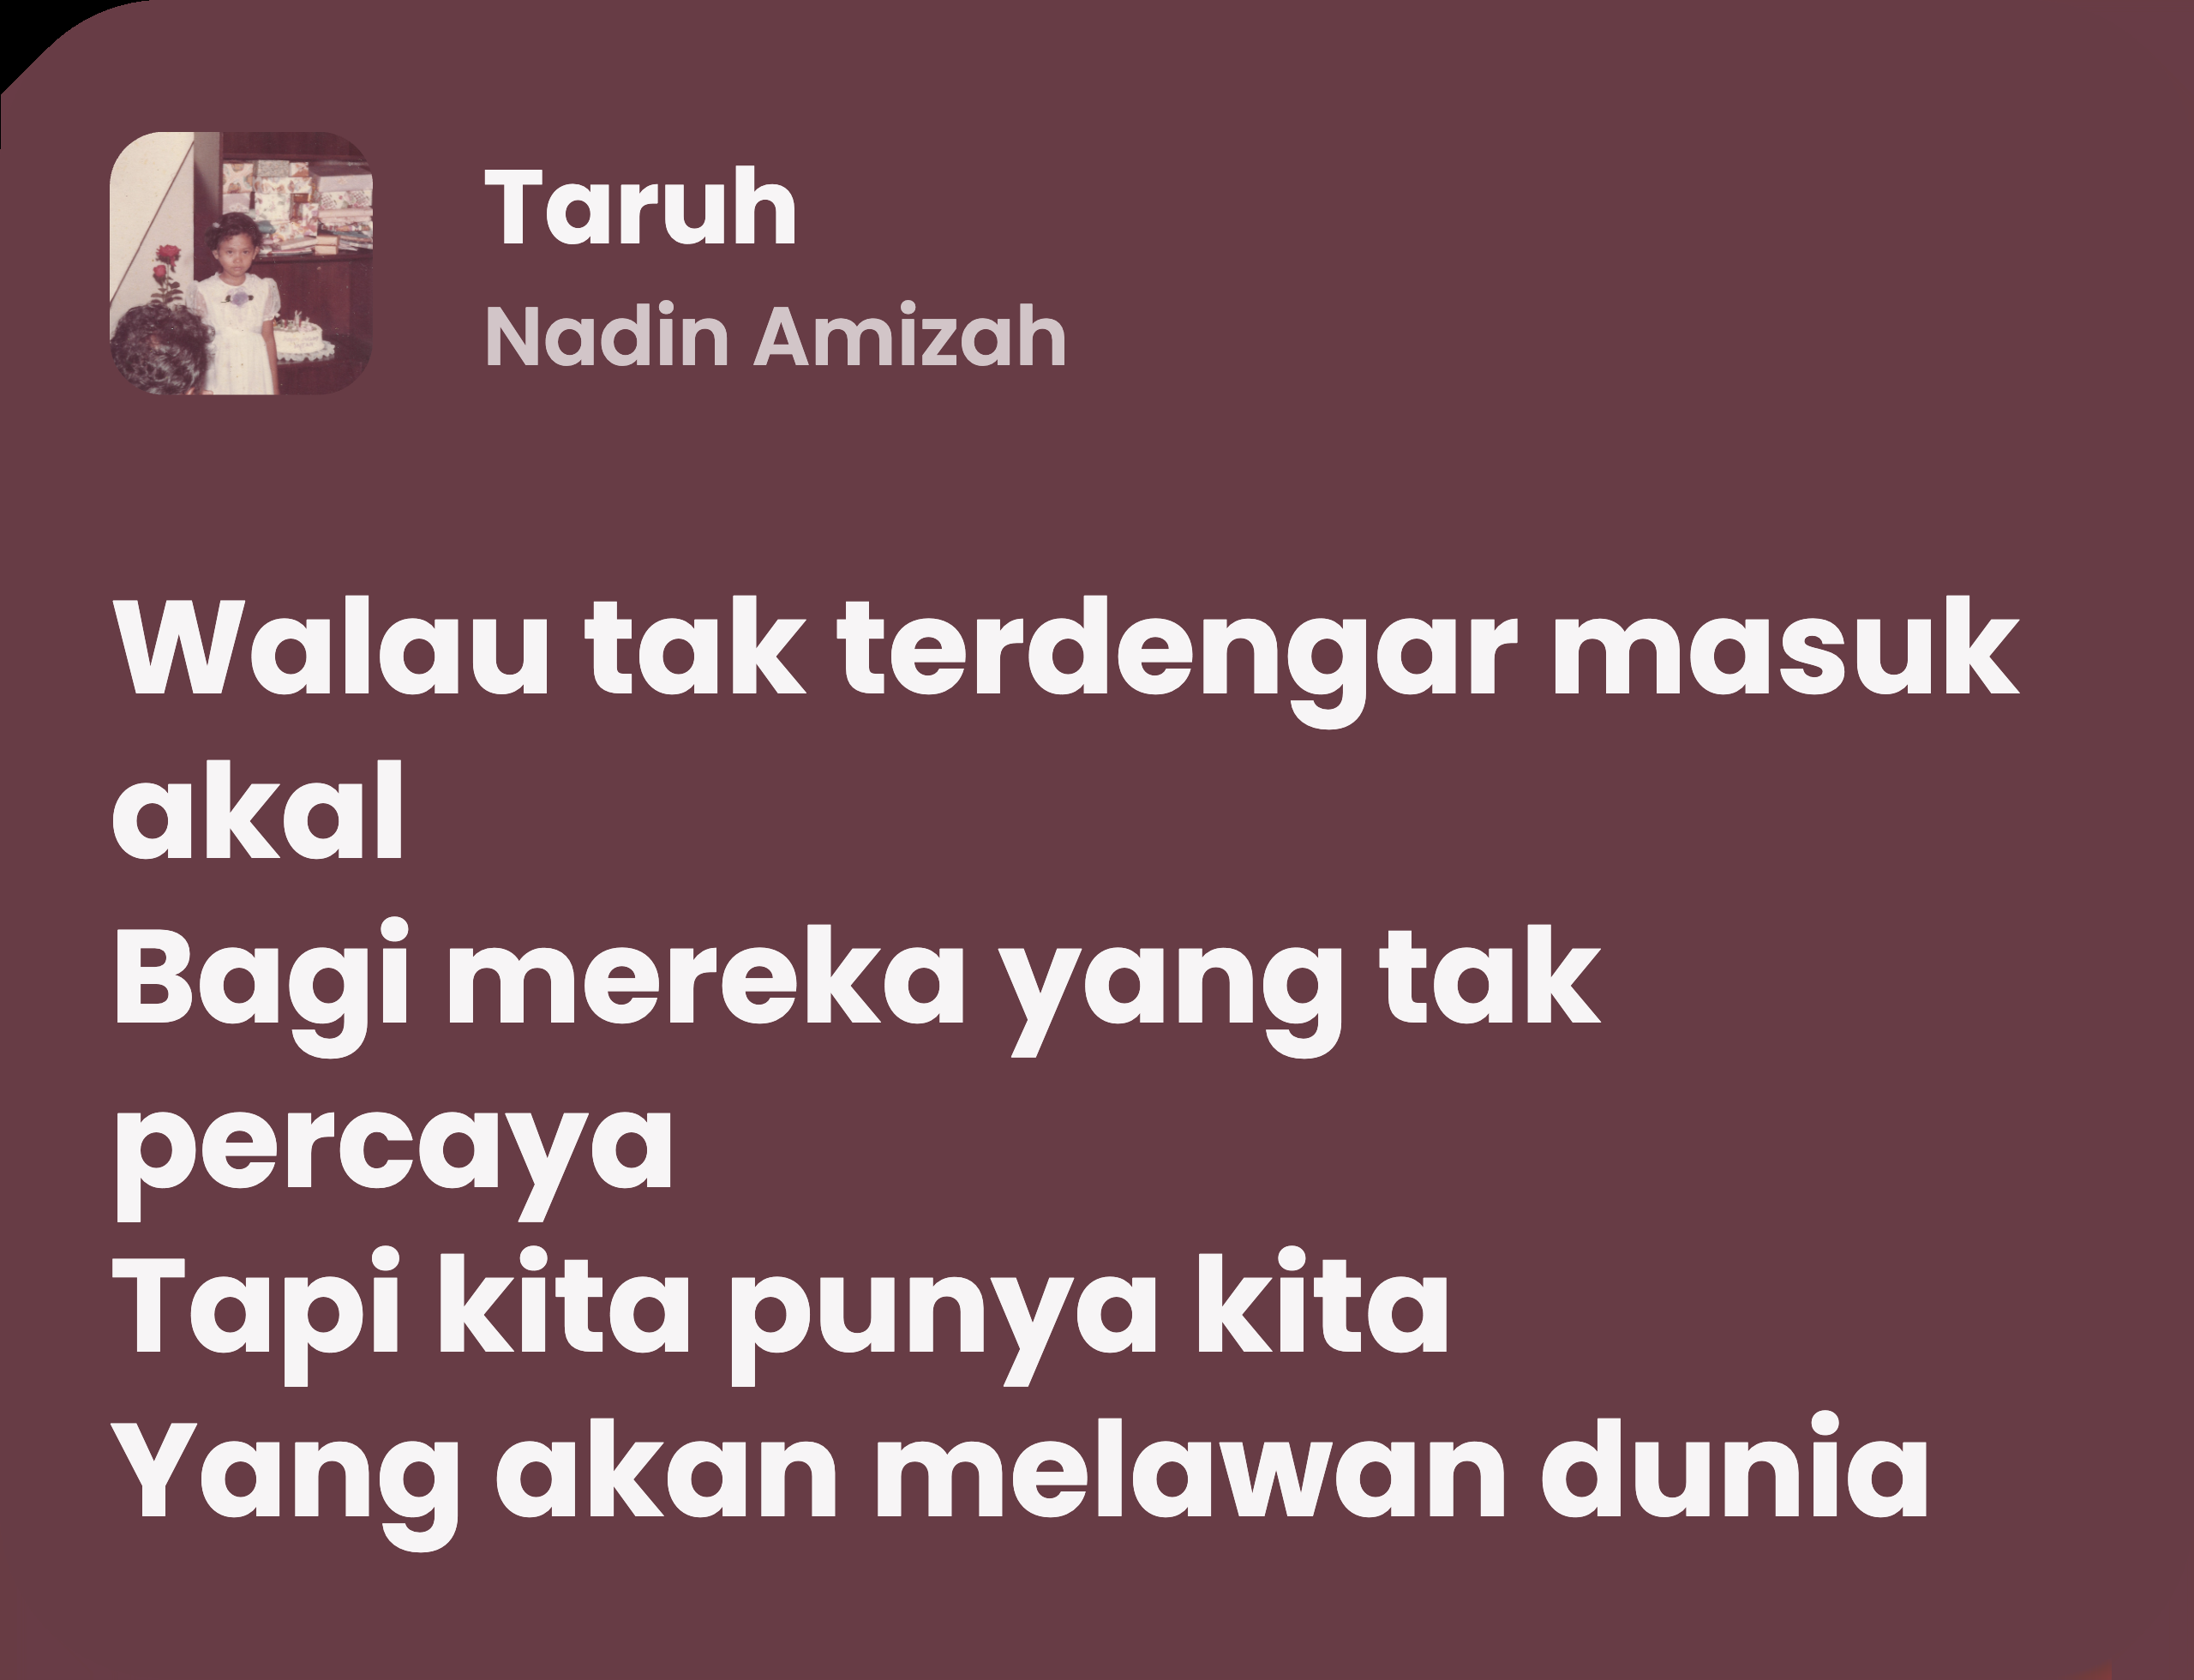 Taruh
Nadin Amizah
Walau tak terdengar masuk
akal
Bagi mereka yang tak
percaya
Tapi kita punya kita
Yang akan melawan dunia